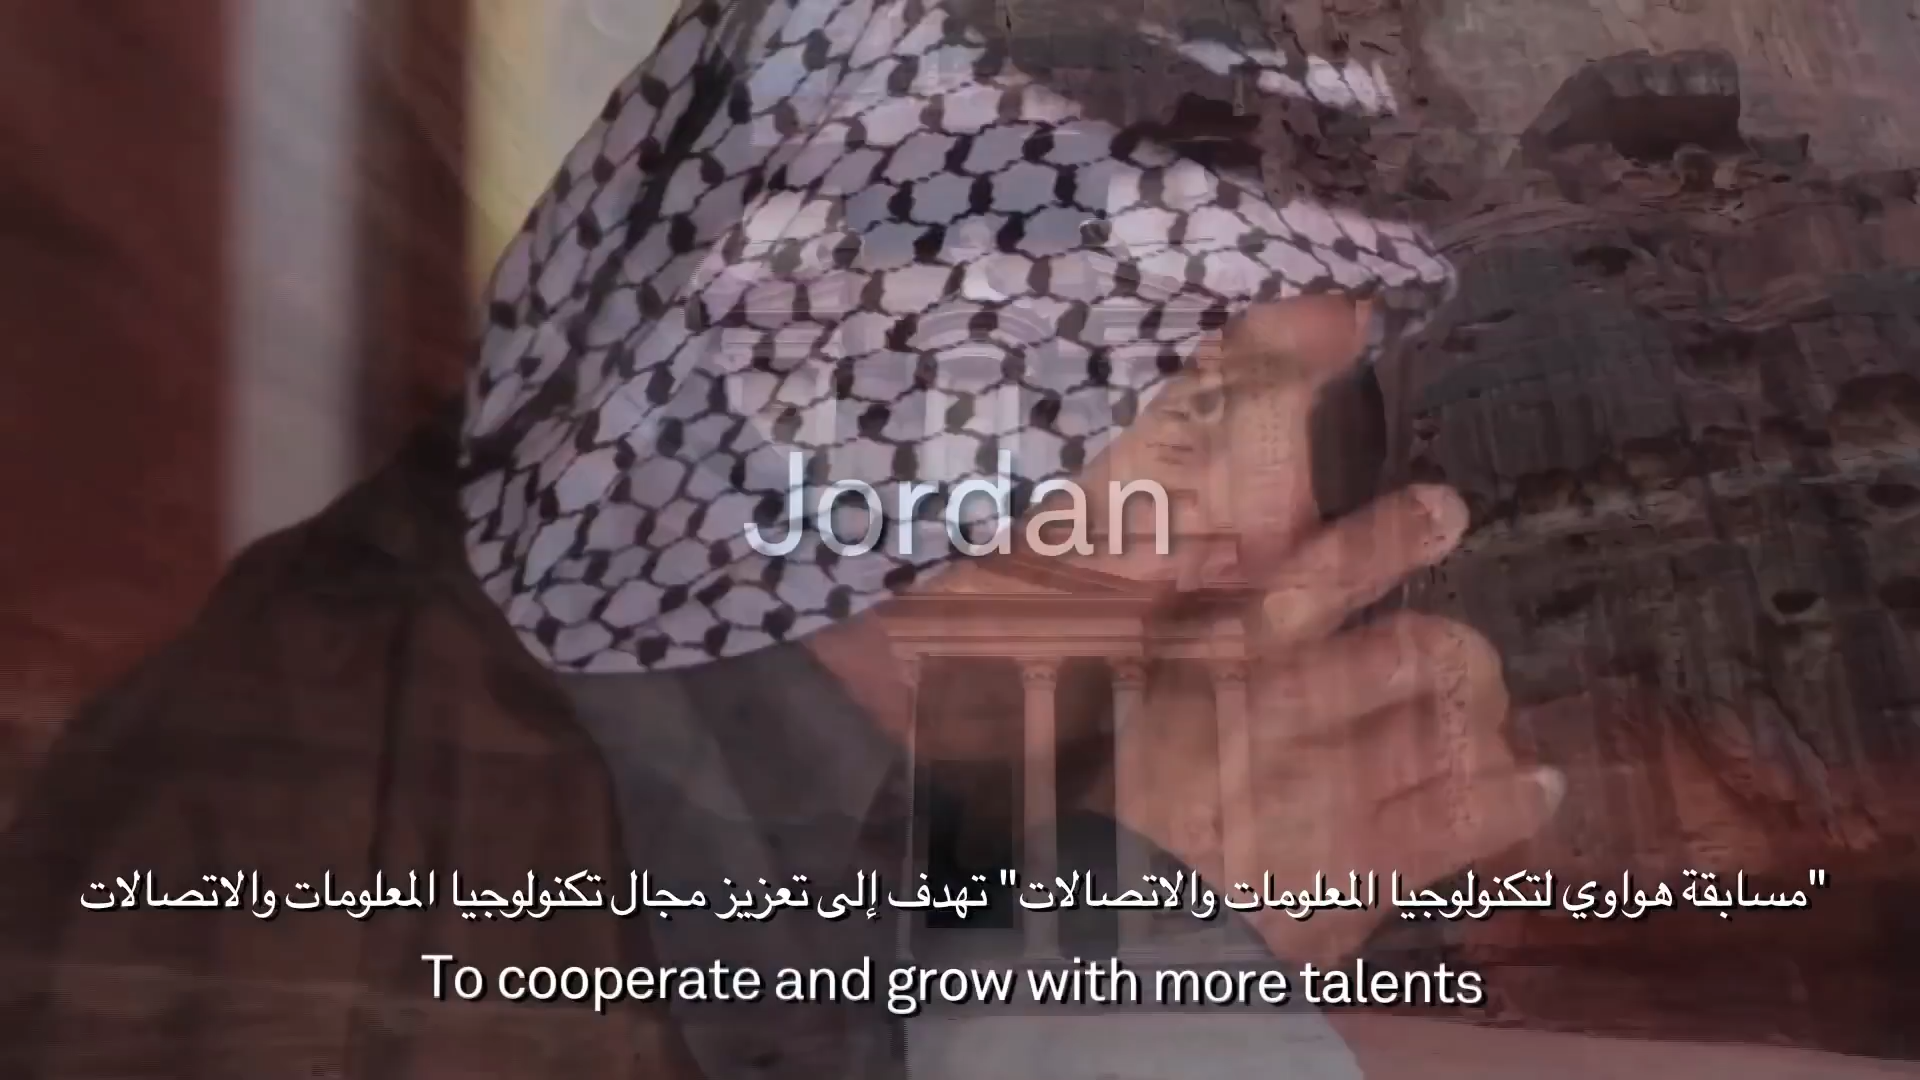 Jordan
"مسابقة هواوي لتكنولوجيا المعلومات والاتصالات" تهدف إلى تعزيز مجال تكنولوجيا المعلومات والاتصالات
To cooperate and grow with more talents